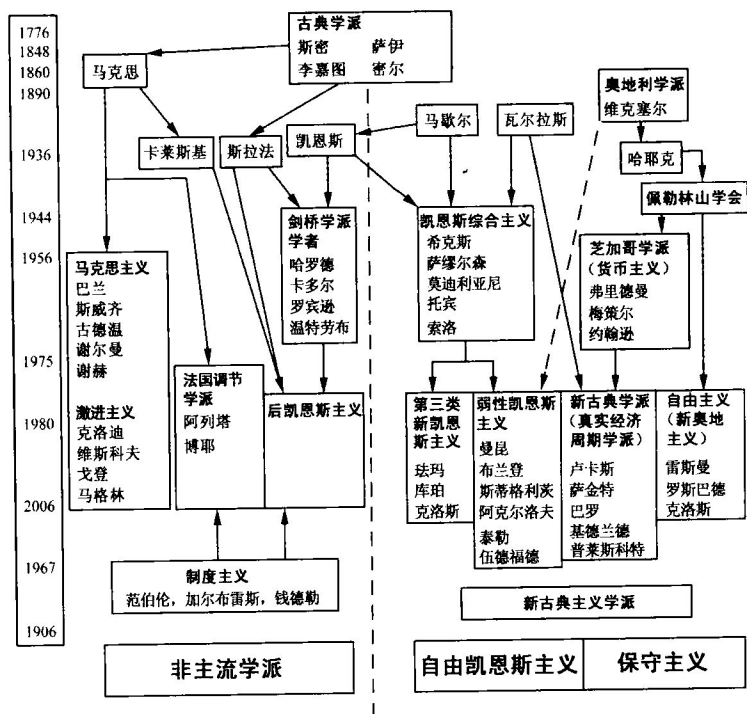 1776
1848
1860
1890
1936
1944
1956
1975
1980
2006
1967
1906
古典学派
斯密 萨伊
李嘉图 密尔
马克思
卡莱斯基
斯拉法
凯恩斯
马歇尔
瓦尔拉斯
奥地利学派
维克塞尔
哈耶克
佩勒林山学会
剑桥学派
学者
哈罗德
卡多尔
罗宾逊
温特劳布
凯恩斯综合主义
希克斯
萨缪尔森
莫迪利亚尼
托宾
索洛
芝加哥学派
(货币主义)
弗里德曼
梅策尔
约翰逊
马克思主义
巴兰
斯威齐
古德温
谢尔曼
谢赫
激进主义
克洛迪
维斯科夫
戈登
马格林
法国调节
学派
阿列塔
博耶
后凯恩斯主义
第三类
新凯恩
斯主义
珐玛
库珀
克洛斯
弱性凯恩斯
主义
曼昆
布兰登
斯蒂格利茨
阿克尔洛夫
泰勒
伍德福德
新古典学派
(真实经济
周期学派)
卢卡斯
萨金特
巴罗
基德兰德
普莱斯科特
自由主义
(新奥地
利主义)
雷斯曼
罗斯巴德
克洛斯
制度主义
范伯伦，加尔布雷斯，钱德勒
新古典主义学派
非主流学派
自由凯恩斯主义
保守主义